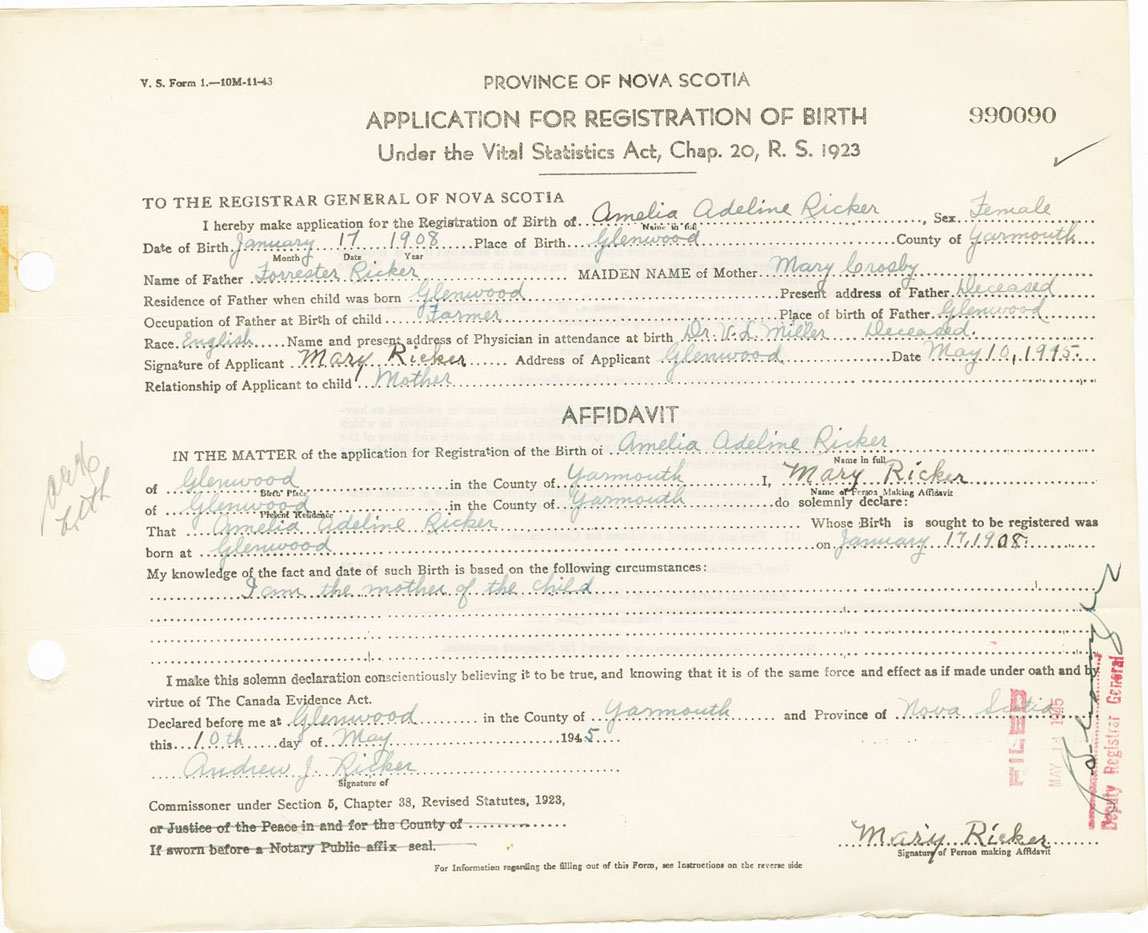 V. S. Form 1.—10M-11-43
PROVINCE OF NOVA SCOTIA
APPLICATION FOR REGISTRATION OF BIRTH
990090
Under the Vital Statistics Act, Chap. 20, R. S. 1923
TO THE REGISTRAR GENERAL OF NOVA SCOTIA
I hereby make application for the Registration of Birth of Amelia Adeline Ricker, Sex Female
Name in full
Date of Birth January 17 1908 Place of Birth Glenwood County of Yarmouth
Month Date Year
Name of Father Forrester Ricker MAIDEN NAME of Mother Mary Crosby
Residence of Father when child was born Glenwood Present address of Father Deceased
Occupation of Father at Birth of child Farmer Place of birth of Father Glenwood
Race English Name and present address of Physician in attendance at birth Dr. V. L. Miller Deceased.
Signature of Applicant Mary Ricker Address of Applicant Glenwood Date May 10, 1945.
Relationship of Applicant to child Mother
AFFIDAVIT
IN THE MATTER of the application for Registration of the Birth of Amelia Adeline Ricker
Name in full
of Glenwood in the County of Yarmouth I, Mary Ricker
Birth Place Name of Person Making Affidavit
of Glenwood in the County of Yarmouth do solemnly declare:
Present Residence
That Amelia Adeline Ricker Whose Birth is sought to be registered was
born at Glenwood on January 17, 1908.
My knowledge of the fact and date of such Birth is based on the following circumstances:
I am the mother of the child
I make this solemn declaration conscientiously believing it to be true, and knowing that it is of the same force and effect as if made under oath and by
virtue of The Canada Evidence Act.
Declared before me at Glenwood in the County of Yarmouth and Province of Nova Scotia
this 10th day of May 1945
Andrew J. Ricker
Signature of
Commissoner under Section 5, Chapter 38, Revised Statutes, 1923,
or Justice of the Peace in and for the County of
If sworn before a Notary Public affix seal.
Mary Ricker
Signature of Person making Affidavit
For Information regarding the filling out of this Form, see Instructions on the reverse side
FILED
MAY 1945
Deputy Registrar General